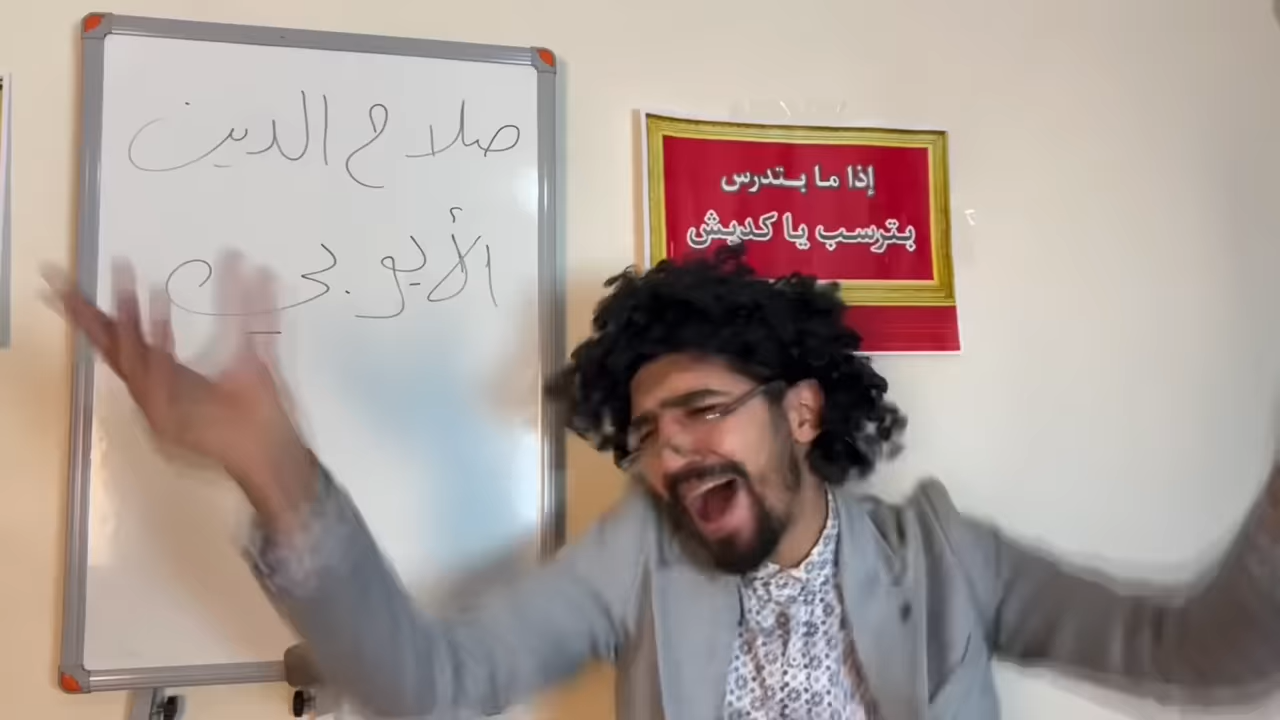 صلاح الدين
الأيوبي
إذا ما بتدرس
بترسب يا كديش